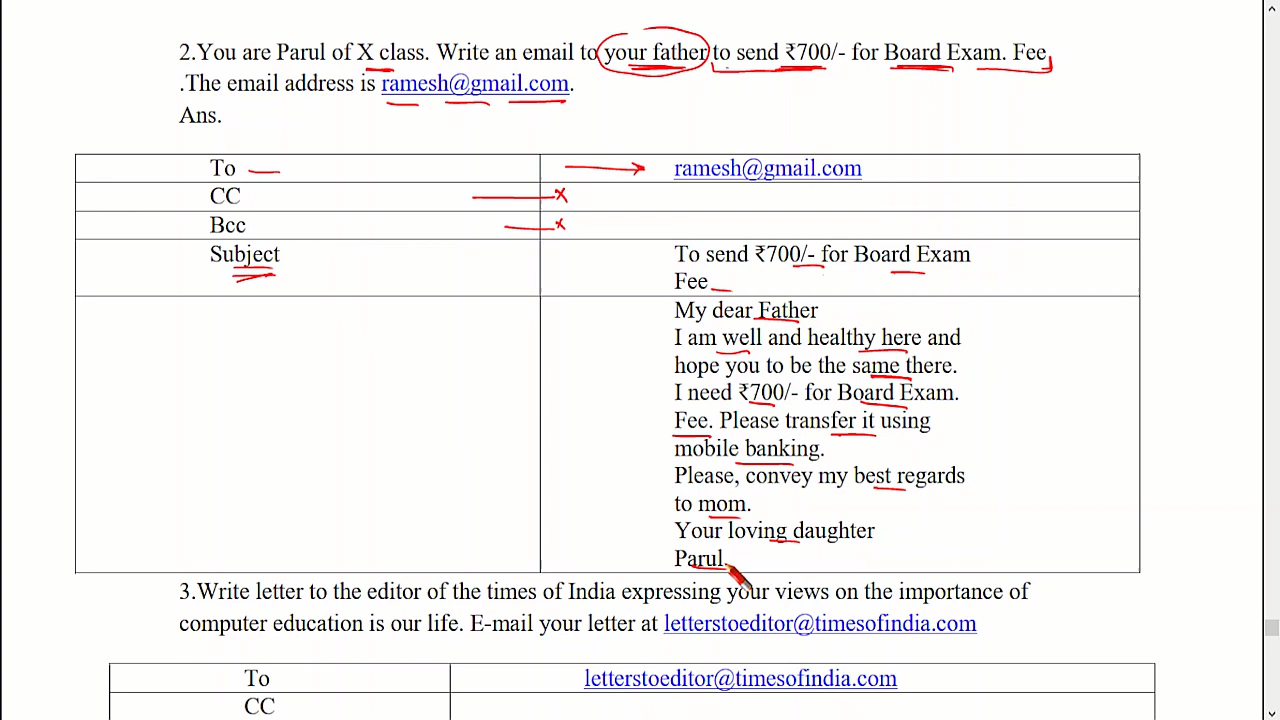 2.You are Parul of X class. Write an email to your father to send ₹700/- for Board Exam. Fee
.The email address is ramesh@gmail.com.
Ans.
To ramesh@gmail.com
CC
Bcc
Subject To send ₹700/- for Board Exam
Fee
My dear Father
I am well and healthy here and
hope you to be the same there.
I need ₹700/- for Board Exam.
Fee. Please transfer it using
mobile banking.
Please, convey my best regards
to mom.
Your loving daughter
Parul.
3.Write letter to the editor of the times of India expressing your views on the importance of
computer education is our life. E-mail your letter at letterstoeditor@timesofindia.com
To letterstoeditor@timesofindia.com
CC